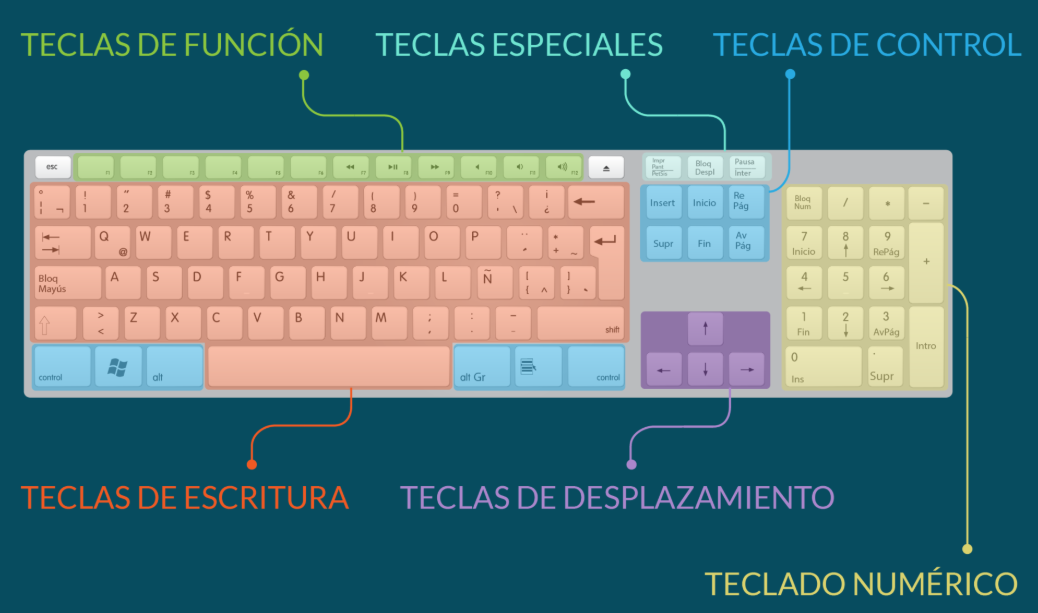 TECLAS DE FUNCIÓN TECLAS ESPECIALES TECLAS DE CONTROL
esc F1 F2 F3 F4 F5 F6 F7 F8 F9 F10 F11 F12
Impr Pant PetSis
Bloq Despl
Pausa Inter
° ¦ ¬ ! 1 ″ 2 # 3 $ 4 % 5 & 6 / 7 ( 8 ) 9 = 0 ? ' \ ¡ ¿ ←
Insert Inicio Re Pág
Bloq Num / * -
Q @ W E R T Y U I O P ¨ ´ * + ~
Supr Fin Av Pág
7 Inicio 8 ↑ 9 RePág +
Bloq Mayús A S D F G H J K L Ñ [ { ^ ] } `
4 ← 5 6 →
> < Z X C V B N M ; , : . – - shift
↑
1 Fin 2 ↓ 3 AvPág Intro
control alt alt Gr control
← ↓ →
0 Ins . Supr
TECLAS DE ESCRITURA TECLAS DE DESPLAZAMIENTO
TECLADO NUMÉRICO